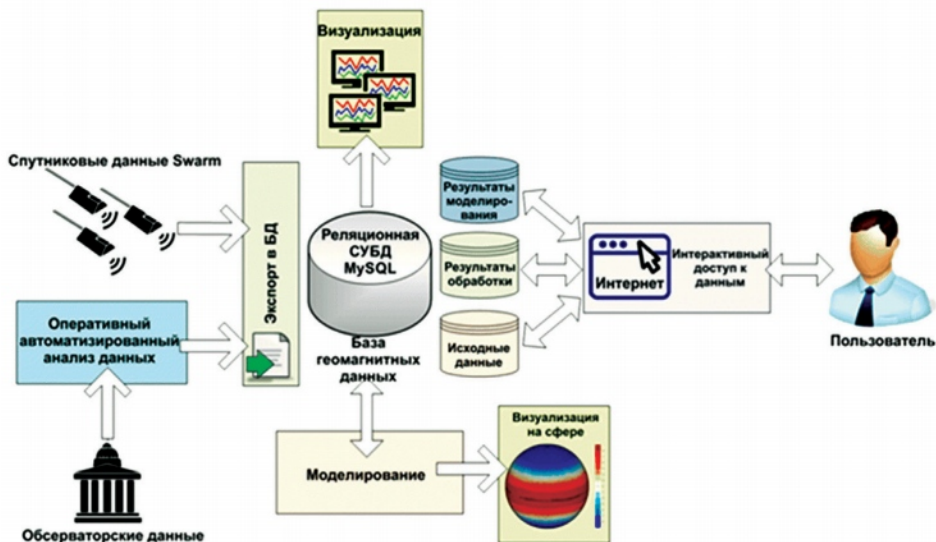 Визуализация
Спутниковые данные Swarm
Экспорт в БД
Оперативный
автоматизированный
анализ данных
Обсерваторские данные
Реляционная
СУБД
MySQL
База
геомагнитных
данных
Результаты
моделиро-
вания
Результаты
обработки
Исходные
данные
Интернет
Интерактивный
доступ к
данным
Пользователь
Моделирование
Визуализация
на сфере